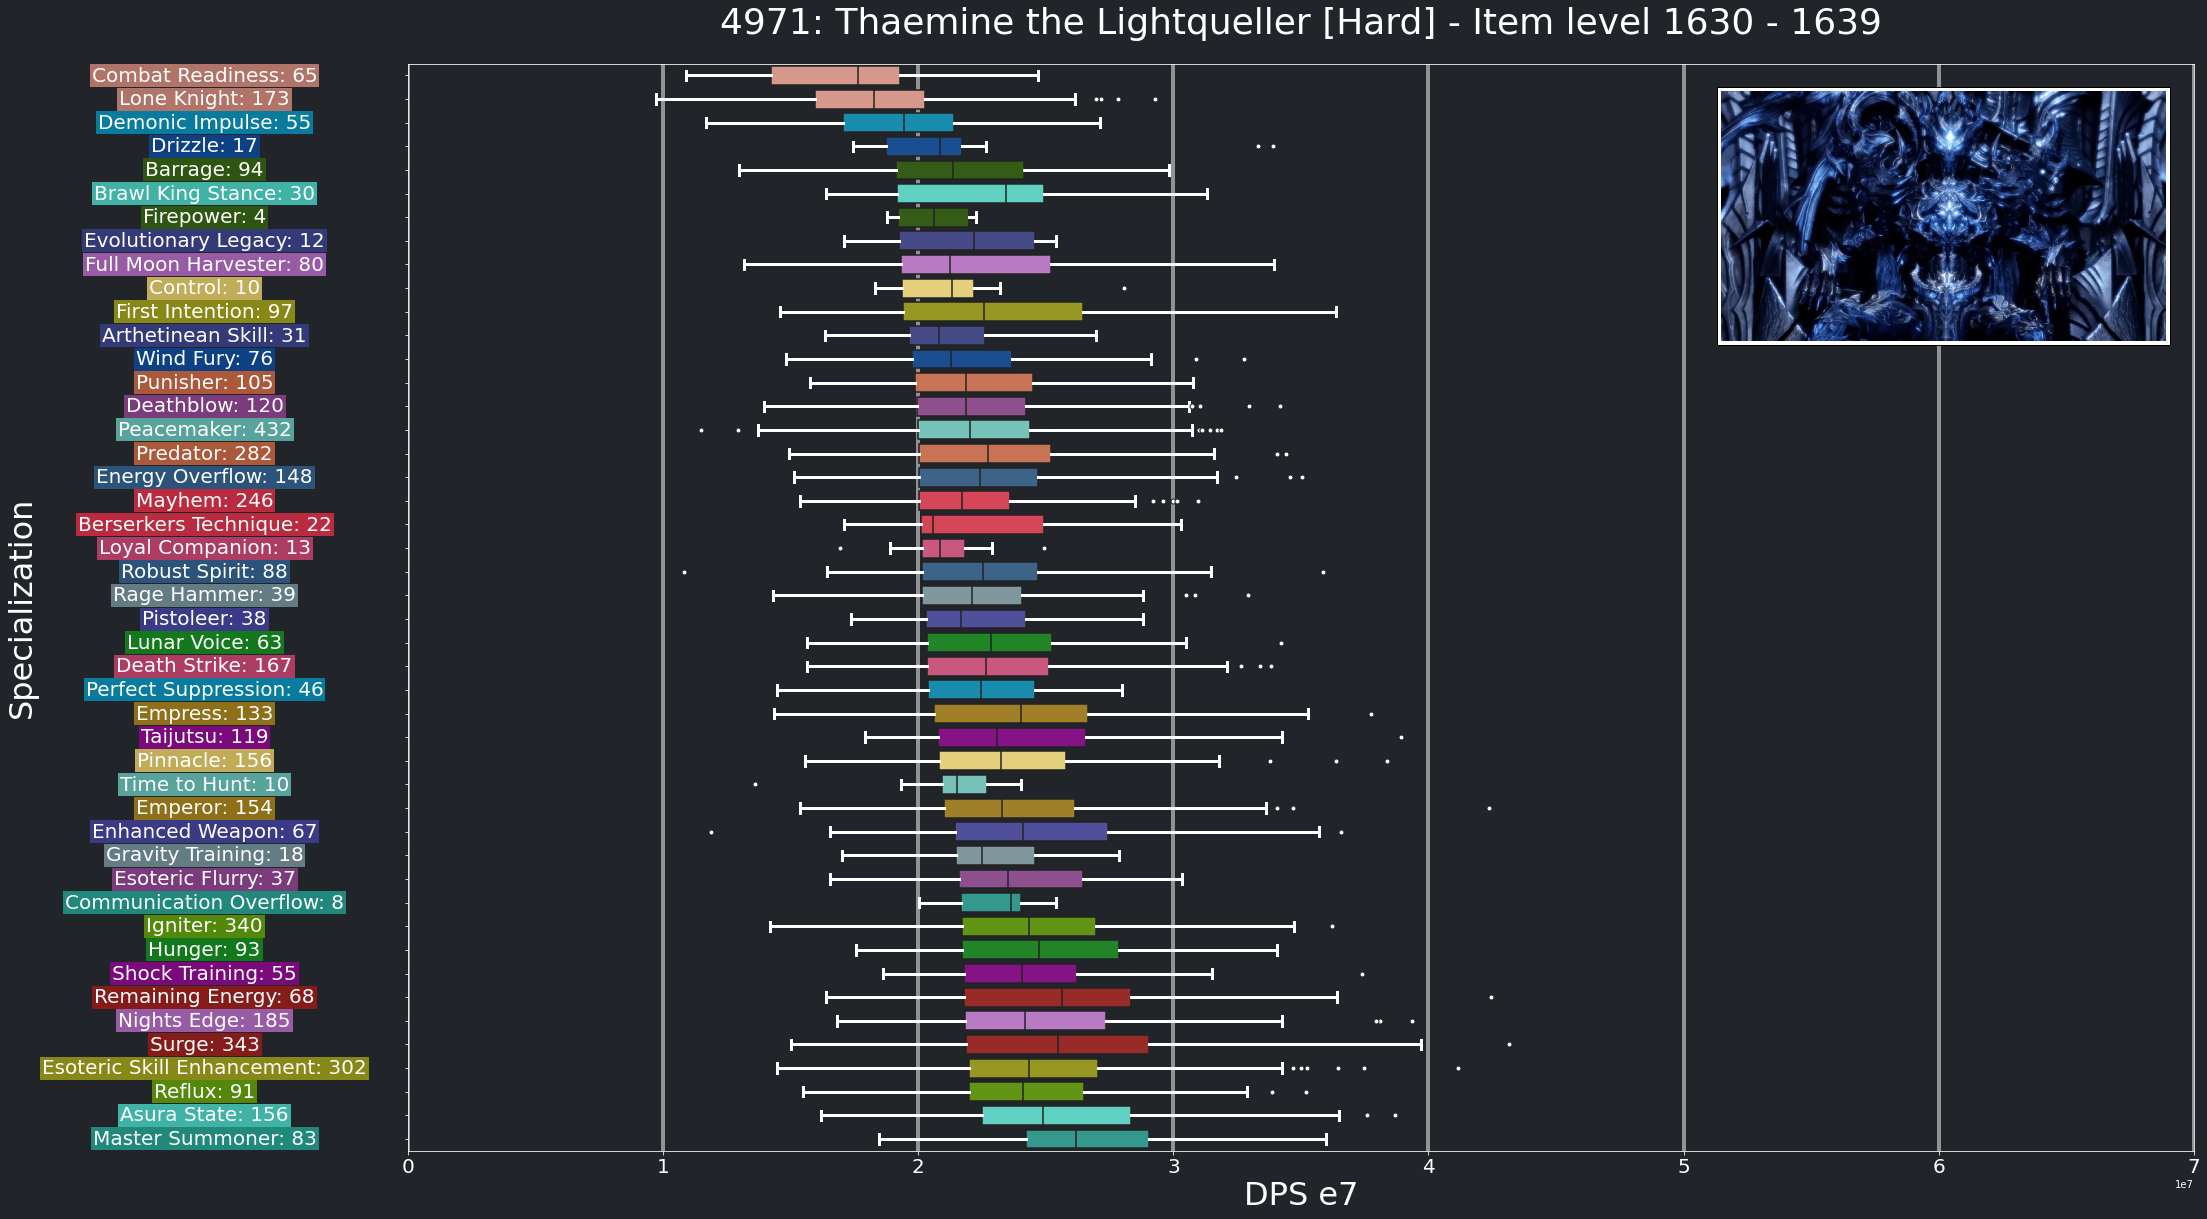 4971: Thaemine the Lightqueller [Hard] - Item level 1630 - 1639
Combat Readiness: 65
Lone Knight: 173
Demonic Impulse: 55
Drizzle: 17
Barrage: 94
Brawl King Stance: 30
Firepower: 4
Evolutionary Legacy: 12
Full Moon Harvester: 80
Control: 10
First Intention: 97
Arthetinean Skill: 31
Wind Fury: 76
Punisher: 105
Deathblow: 120
Peacemaker: 432
Predator: 282
Energy Overflow: 148
Mayhem: 246
Berserkers Technique: 22
Loyal Companion: 13
Robust Spirit: 88
Rage Hammer: 39
Pistoleer: 38
Lunar Voice: 63
Death Strike: 167
Perfect Suppression: 46
Empress: 133
Taijutsu: 119
Pinnacle: 156
Time to Hunt: 10
Emperor: 154
Enhanced Weapon: 67
Gravity Training: 18
Esoteric Flurry: 37
Communication Overflow: 8
Igniter: 340
Hunger: 93
Shock Training: 55
Remaining Energy: 68
Nights Edge: 185
Surge: 343
Esoteric Skill Enhancement: 302
Reflux: 91
Asura State: 156
Master Summoner: 83
Specialization
0 1 2 3 4 5 6 7
1e7
DPS e7